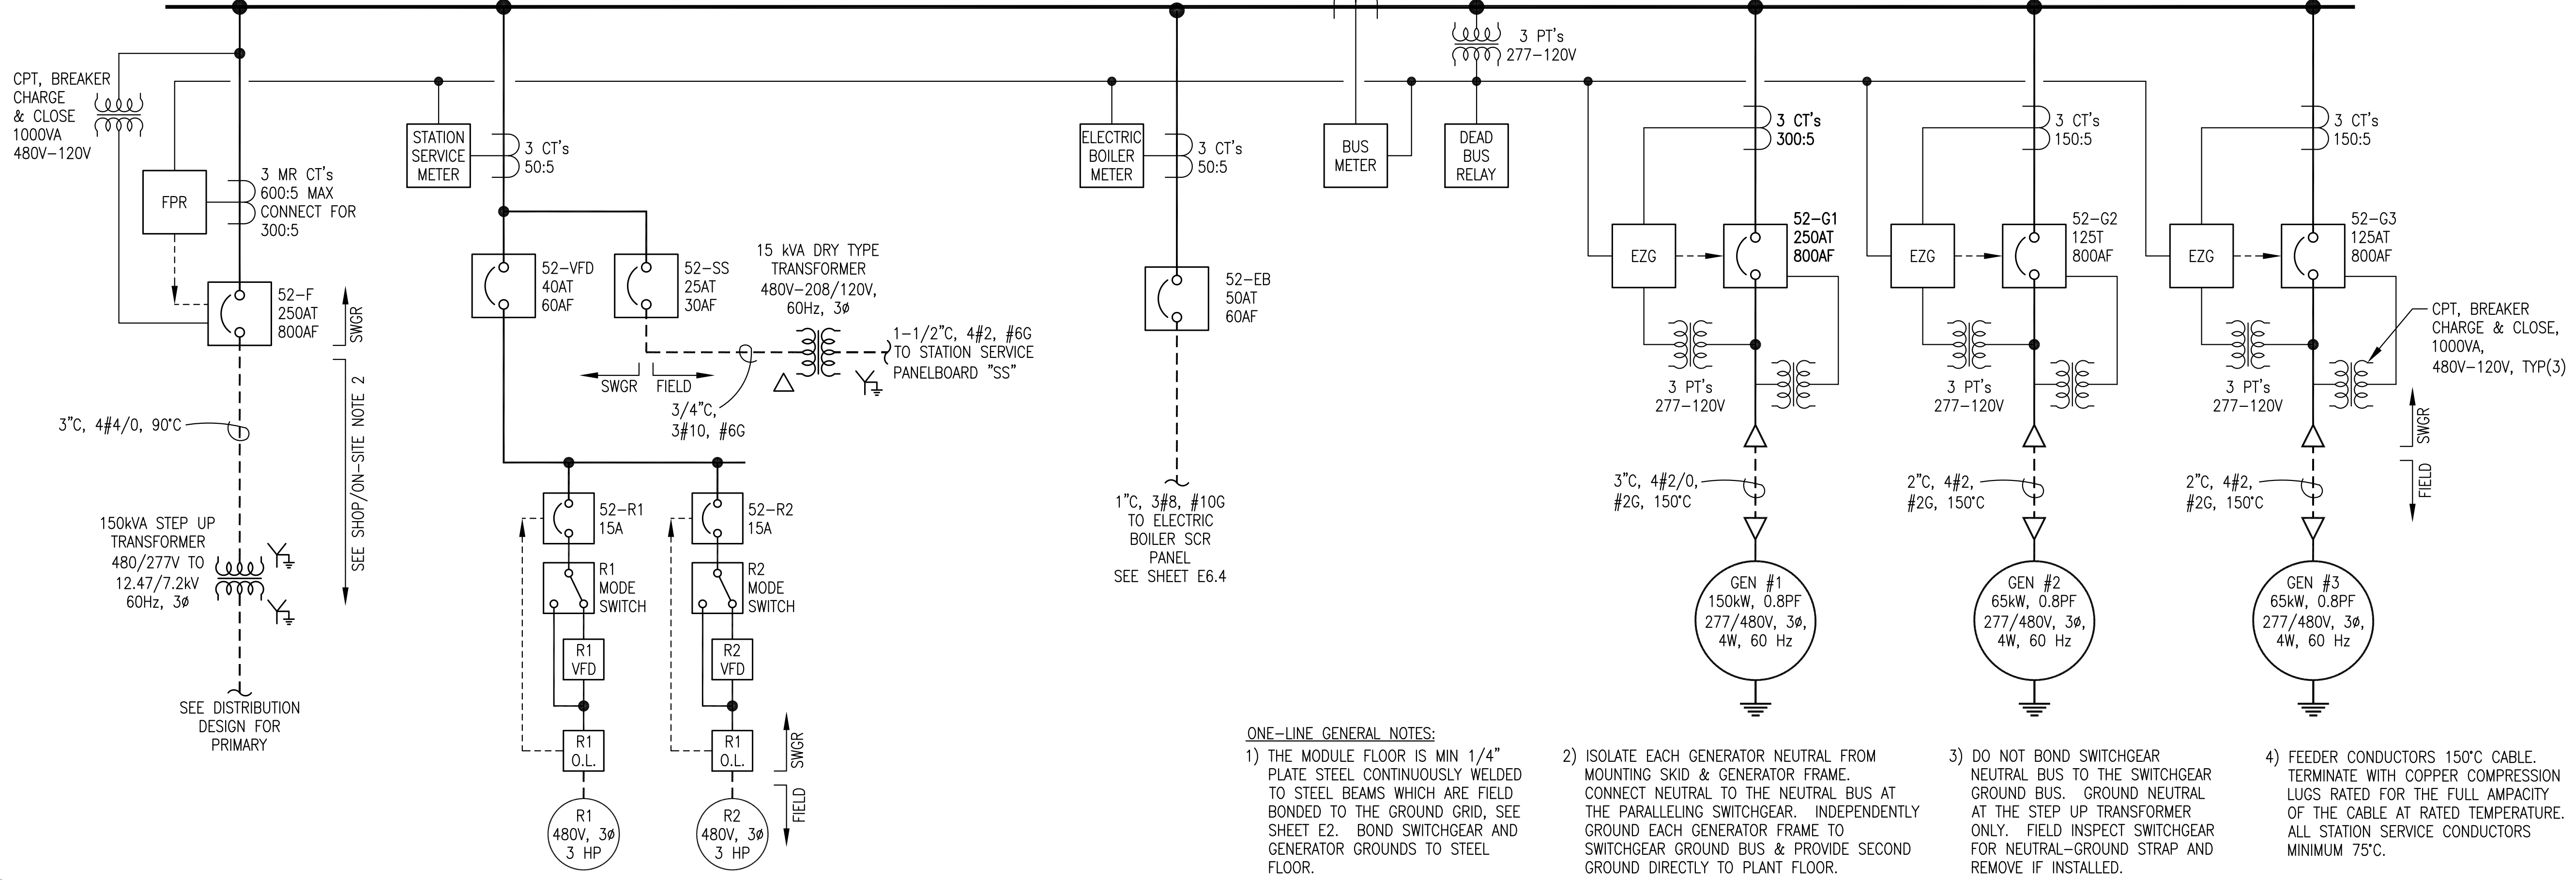 CPT, BREAKER
CHARGE
& CLOSE
1000VA
480V-120V
FPR
3 MR CT's
600:5 MAX
CONNECT FOR
300:5
52-F
250AT
800AF
SWGR
SEE SHOP/ON-SITE NOTE 2
3"C, 4#4/0, 90°C
150kVA STEP UP
TRANSFORMER
480/277V TO
12.47/7.2kV
60Hz, 3ø
SEE DISTRIBUTION
DESIGN FOR
PRIMARY
STATION
SERVICE
METER
3 CT's
50:5
52-VFD
40AT
60AF
52-SS
25AT
30AF
15 kVA DRY TYPE
TRANSFORMER
480V-208/120V,
60Hz, 3ø
1-1/2"C, 4#2, #6G
TO STATION SERVICE
PANELBOARD "SS"
SWGR
FIELD
3/4"C,
3#10, #6G
52-R1
15A
52-R2
15A
R1
MODE
SWITCH
R2
MODE
SWITCH
R1
VFD
R2
VFD
R1
O.L.
R1
O.L.
SWGR
FIELD
R1
480V, 3ø
3 HP
R2
480V, 3ø
3 HP
ELECTRIC
BOILER
METER
3 CT's
50:5
52-EB
50AT
60AF
1"C, 3#8, #10G
TO ELECTRIC
BOILER SCR
PANEL
SEE SHEET E6.4
BUS
METER
3 PT's
277-120V
DEAD
BUS
RELAY
3 CT's
300:5
EZG
52-G1
250AT
800AF
3 PT's
277-120V
3"C, 4#2/0,
#2G, 150°C
GEN #1
150kW, 0.8PF
277/480V, 3ø,
4W, 60 Hz
3 CT's
150:5
EZG
52-G2
125T
800AF
3 PT's
277-120V
2"C, 4#2,
#2G, 150°C
GEN #2
65kW, 0.8PF
277/480V, 3ø,
4W, 60 Hz
3 CT's
150:5
EZG
52-G3
125AT
800AF
3 PT's
277-120V
CPT, BREAKER
CHARGE & CLOSE,
1000VA,
480V-120V, TYP(3)
SWGR
FIELD
2"C, 4#2,
#2G, 150°C
GEN #3
65kW, 0.8PF
277/480V, 3ø,
4W, 60 Hz
ONE-LINE GENERAL NOTES:
1) THE MODULE FLOOR IS MIN 1/4"
PLATE STEEL CONTINUOUSLY WELDED
TO STEEL BEAMS WHICH ARE FIELD
BONDED TO THE GROUND GRID, SEE
SHEET E2. BOND SWITCHGEAR AND
GENERATOR GROUNDS TO STEEL
FLOOR.
2) ISOLATE EACH GENERATOR NEUTRAL FROM
MOUNTING SKID & GENERATOR FRAME.
CONNECT NEUTRAL TO THE NEUTRAL BUS AT
THE PARALLELING SWITCHGEAR. INDEPENDENTLY
GROUND EACH GENERATOR FRAME TO
SWITCHGEAR GROUND BUS & PROVIDE SECOND
GROUND DIRECTLY TO PLANT FLOOR.
3) DO NOT BOND SWITCHGEAR
NEUTRAL BUS TO THE SWITCHGEAR
GROUND BUS. GROUND NEUTRAL
AT THE STEP UP TRANSFORMER
ONLY. FIELD INSPECT SWITCHGEAR
FOR NEUTRAL-GROUND STRAP AND
REMOVE IF INSTALLED.
4) FEEDER CONDUCTORS 150°C CABLE.
TERMINATE WITH COPPER COMPRESSION
LUGS RATED FOR THE FULL AMPACITY
OF THE CABLE AT RATED TEMPERATURE.
ALL STATION SERVICE CONDUCTORS
MINIMUM 75°C.